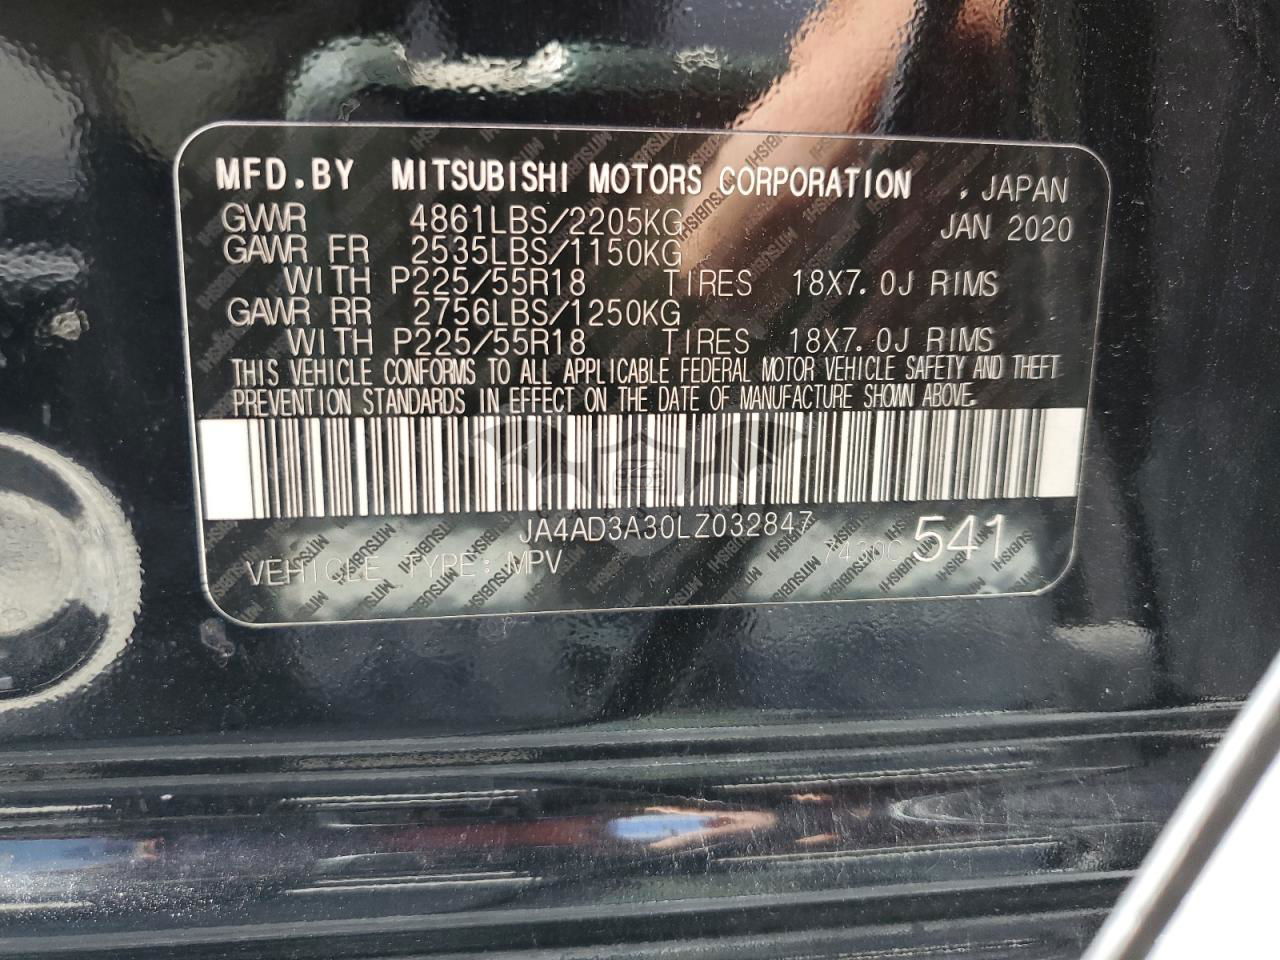 MFD.BY MITSUBISHI MOTORS CORPORATION , JAPAN
GVWR 4861LBS/2205KG JAN 2020
GAWR FR 2535LBS/1150KG
WITH P225/55R18 TIRES 18X7.0J RIMS
GAWR RR 2756LBS/1250KG
WITH P225/55R18 TIRES 18X7.0J RIMS
THIS VEHICLE CONFORMS TO ALL APPLICABLE FEDERAL MOTOR VEHICLE SAFETY AND THEFT
PREVENTION STANDARDS IN EFFECT ON THE DATE OF MANUFACTURE SHOWN ABOVE.
JA4AD3A30LZ032847
VEHICLE TYPE: MPV 541